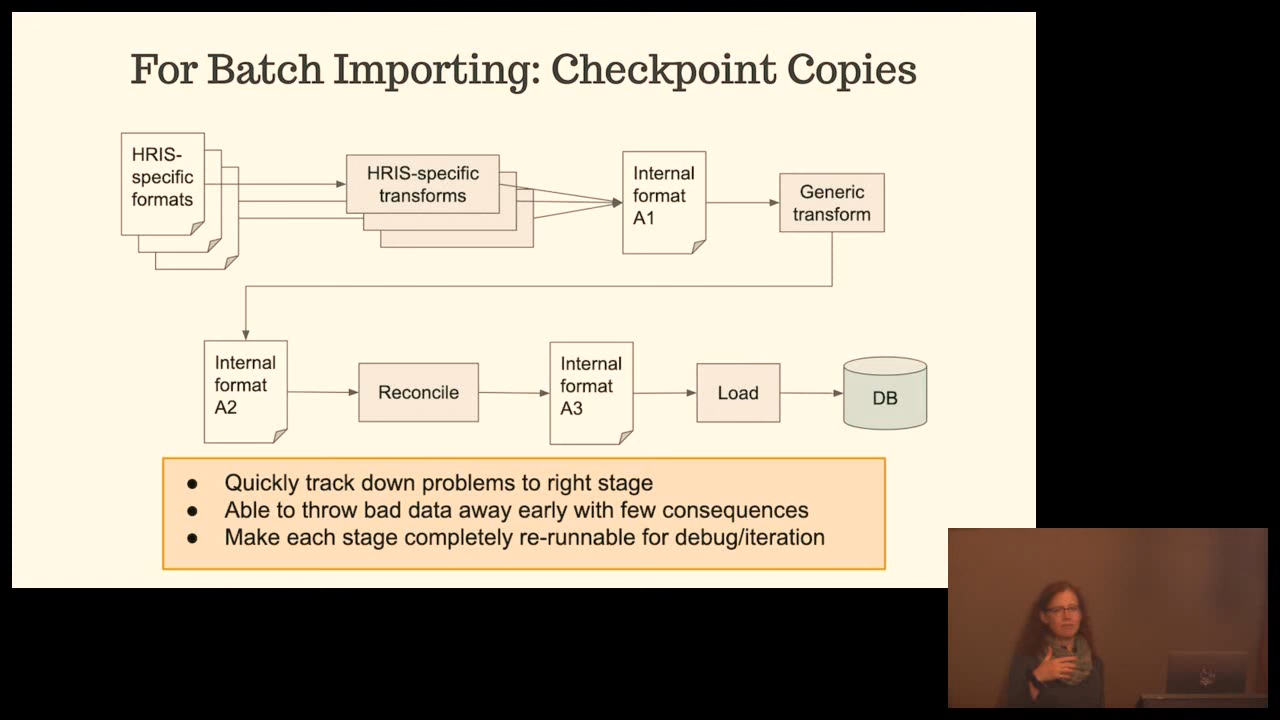 For Batch Importing: Checkpoint Copies
HRIS-
specific
formats
HRIS-specific
transforms
Internal
format
A1
Generic
transform
Internal
format
A2
Reconcile
Internal
format
A3
Load
DB
● Quickly track down problems to right stage
● Able to throw bad data away early with few consequences
● Make each stage completely re-runnable for debug/iteration